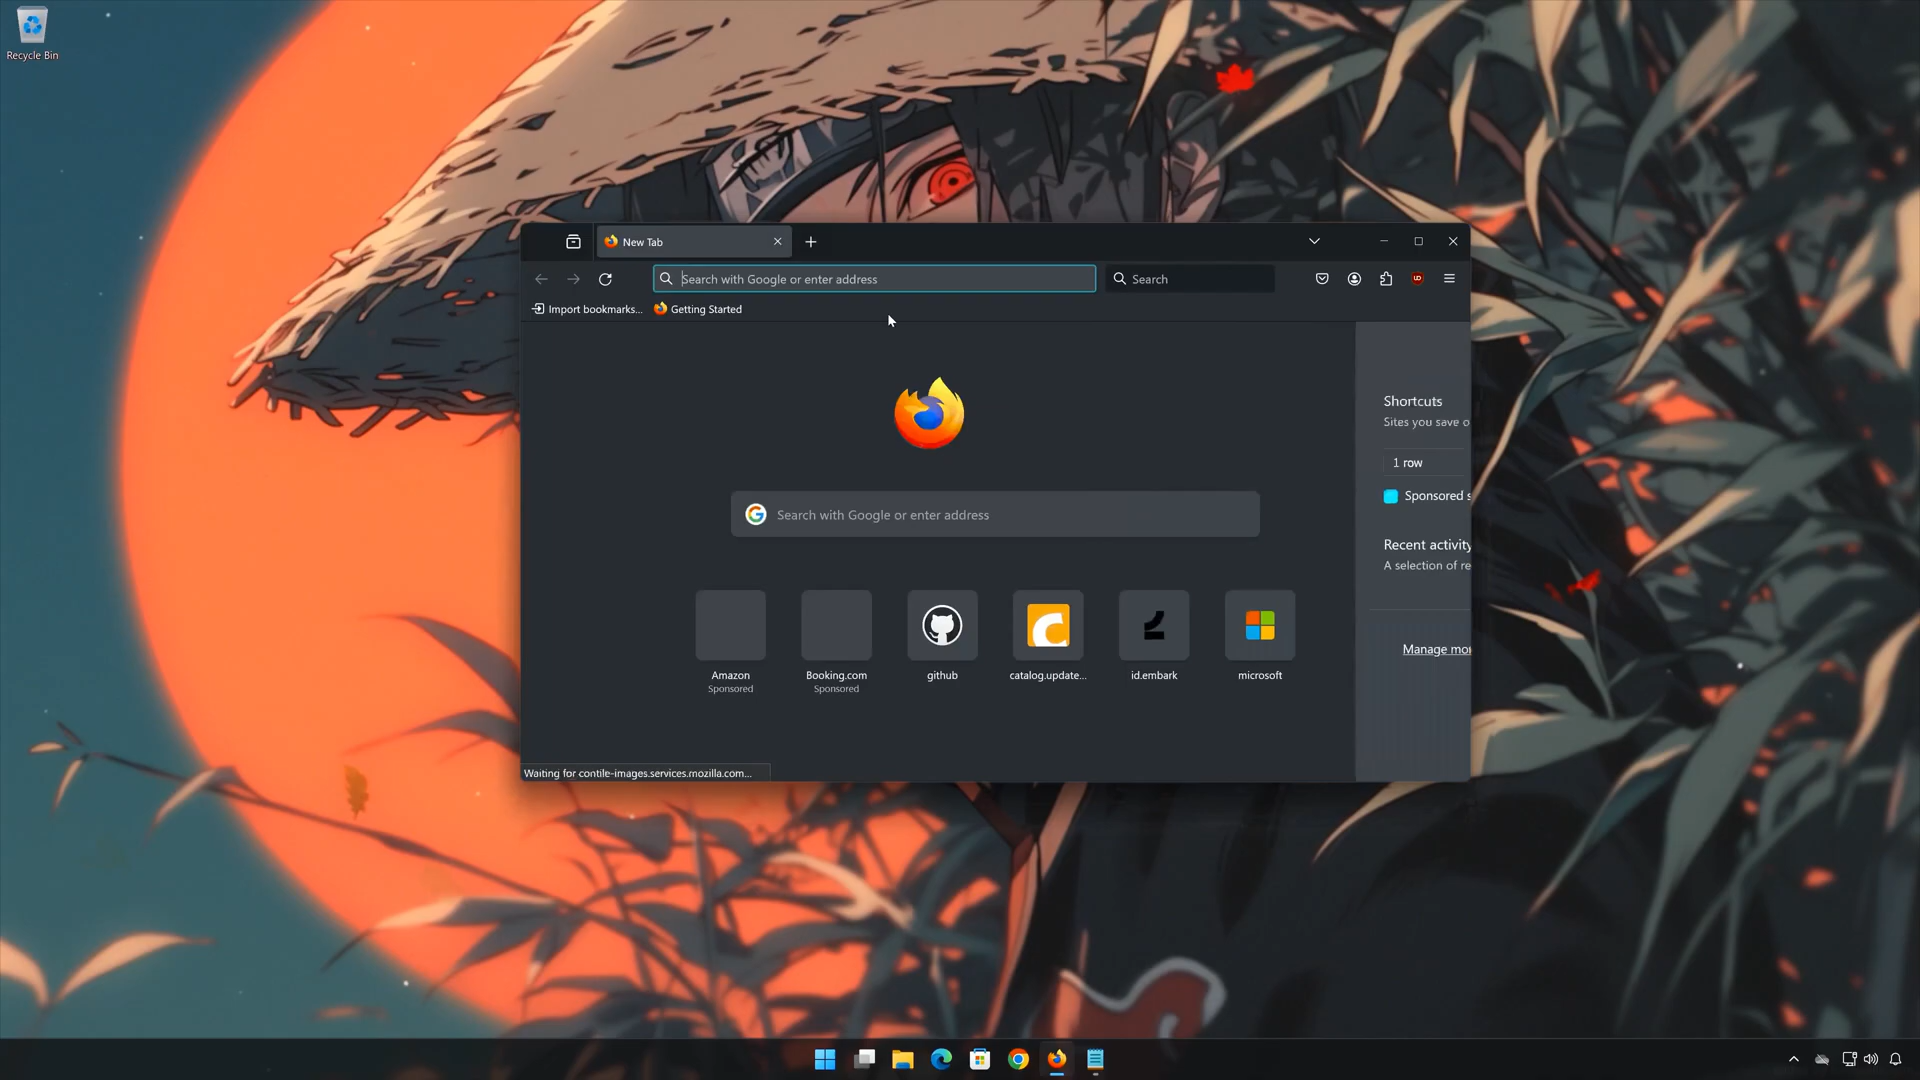 Recycle Bin
New Tab
Search with Google or enter address
Search
Import bookmarks...
Getting Started
Shortcuts
Sites you save o
1 row
Search with Google or enter address
Sponsored s
Recent activity
A selection of re
Manage mo
Amazon
Sponsored
Booking.com
Sponsored
github
catalog.update...
id.embark
microsoft
Waiting for contile-images.services.mozilla.com...